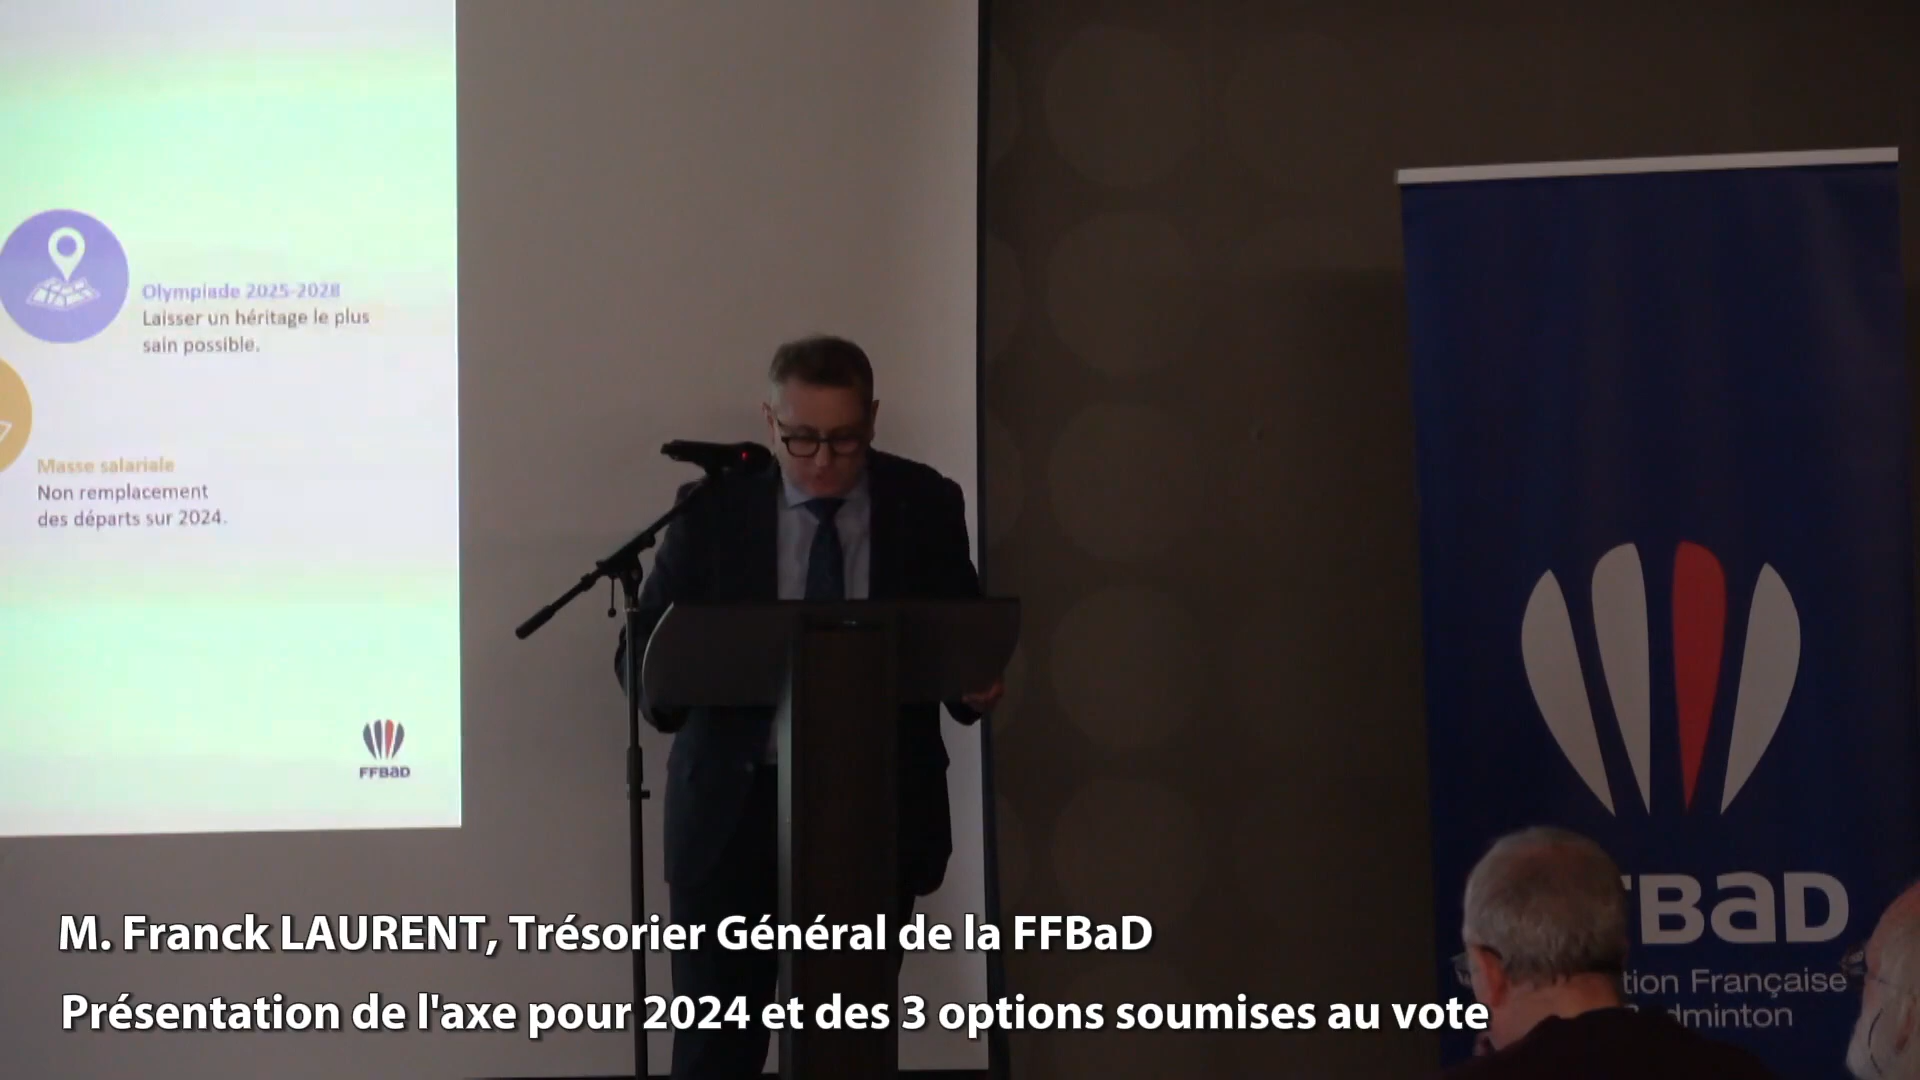 Olympiade 2025-2028
Laisser un héritage le plus
sain possible.
Masse salariale
Non remplacement
des départs sur 2024.
FFBaD
FBaD
tion Française
dminton
M. Franck LAURENT, Trésorier Général de la FFBaD
Présentation de l'axe pour 2024 et des 3 options soumises au vote